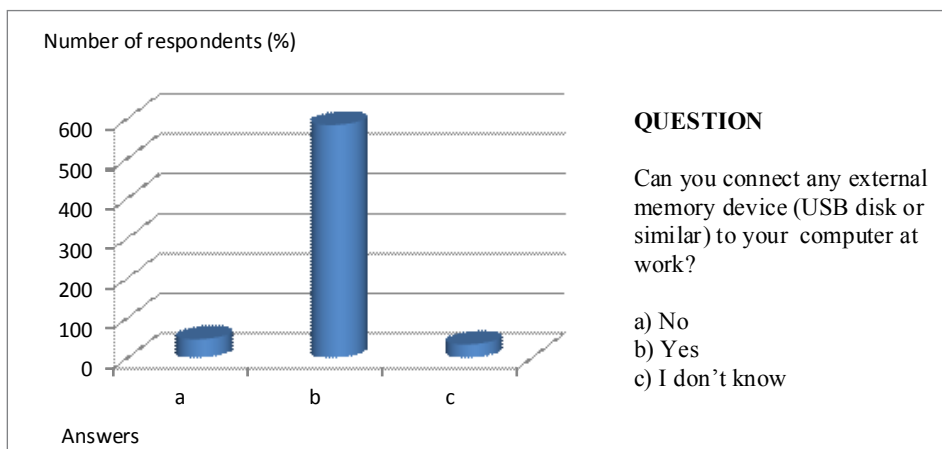 Number of respondents (%)
600
500
400
300
200
100
0
a b c
Answers
QUESTION
Can you connect any external
memory device (USB disk or
similar) to your computer at
work?
a) No
b) Yes
c) I don’t know